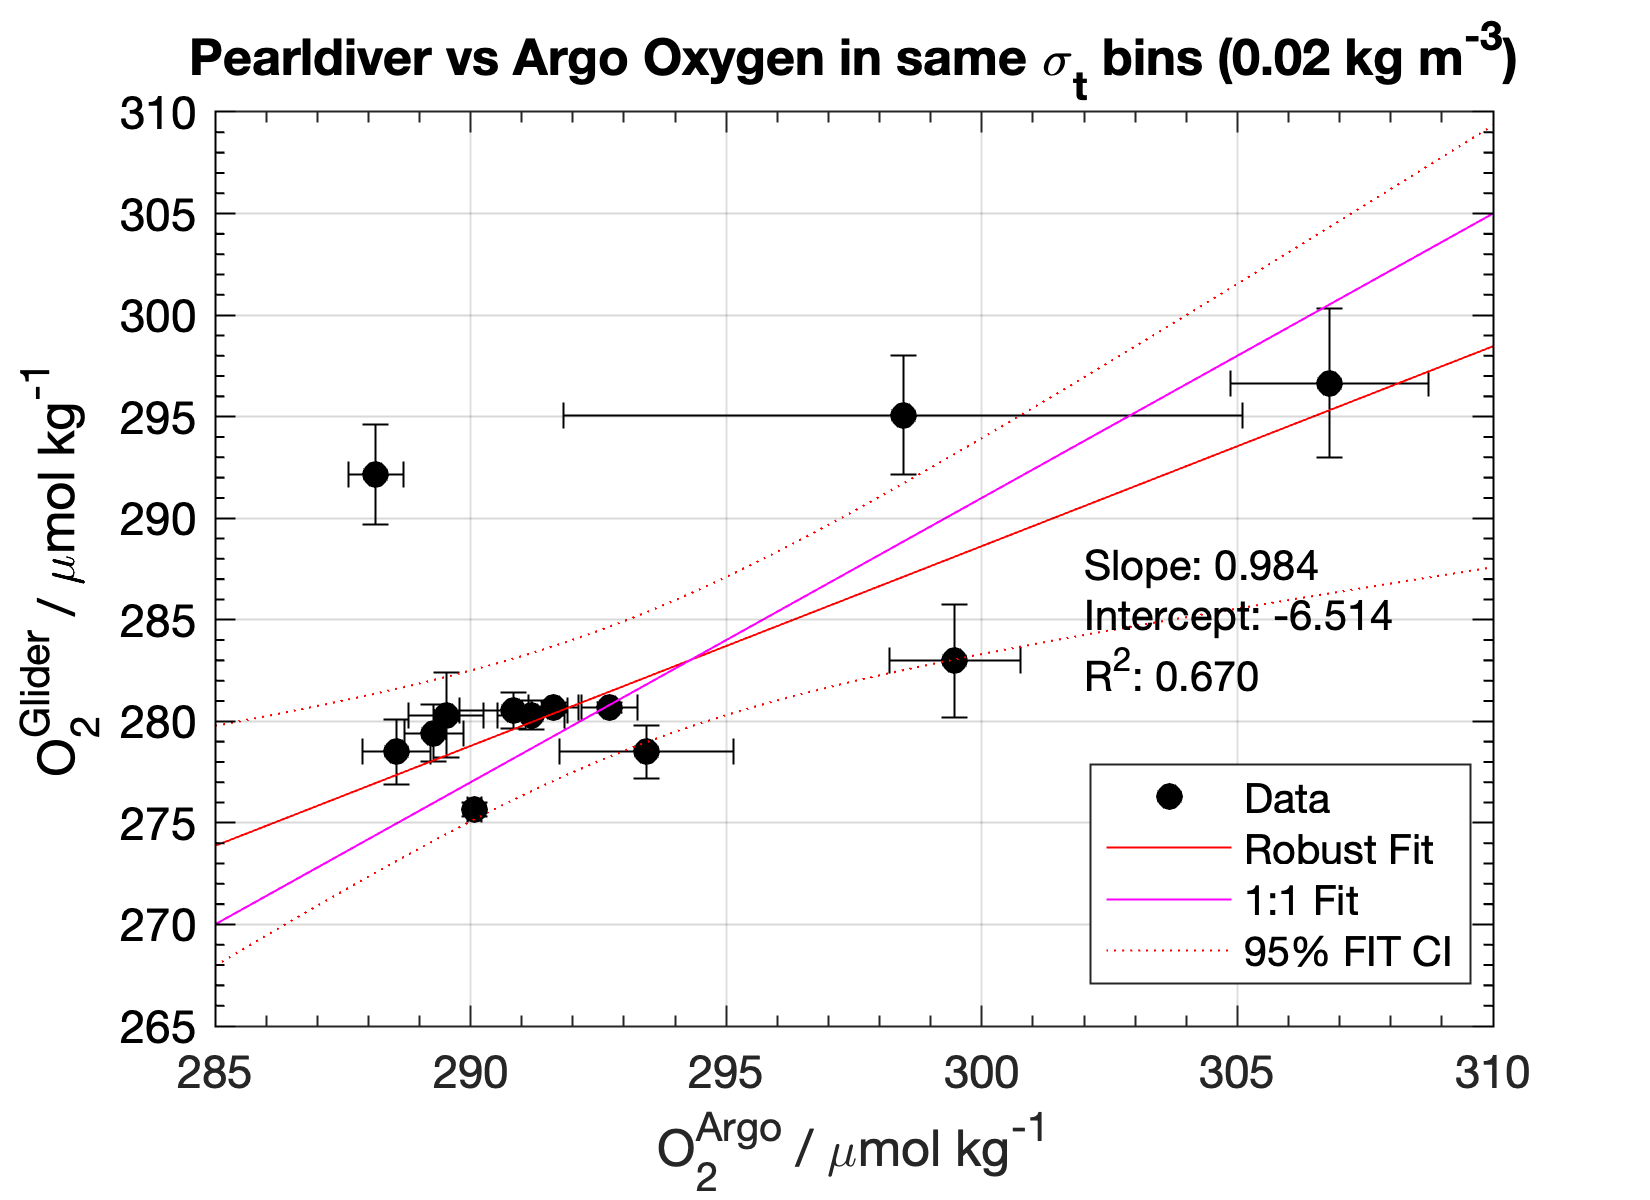 Pearldiver vs Argo Oxygen in same σt bins (0.02 kg m-3)
310
305
300
295
290
285
280
275
270
265
O2Glider / μmol kg-1
Slope: 0.984
Intercept: -6.514
R2: 0.670
Data
Robust Fit
1:1 Fit
95% FIT CI
285 290 295 300 305 310
O2Argo / μmol kg-1